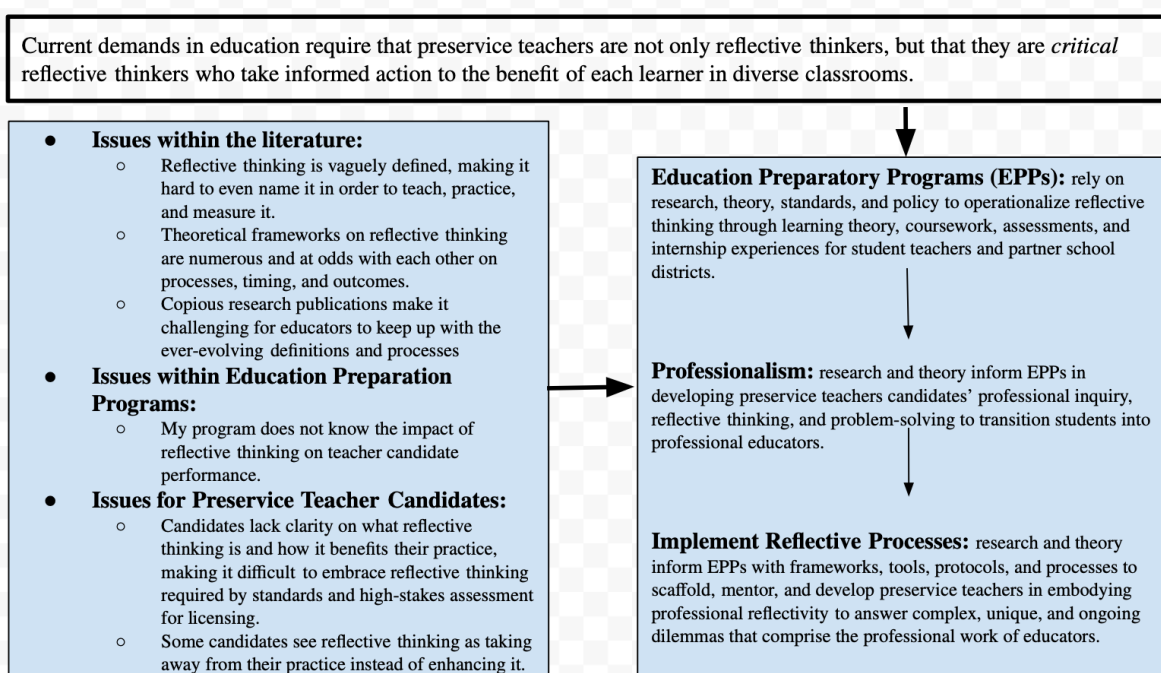 Current demands in education require that preservice teachers are not only reflective thinkers, but that they are critical
reflective thinkers who take informed action to the benefit of each learner in diverse classrooms.
● Issues within the literature:
○ Reflective thinking is vaguely defined, making it
hard to even name it in order to teach, practice,
and measure it.
○ Theoretical frameworks on reflective thinking
are numerous and at odds with each other on
processes, timing, and outcomes.
○ Copious research publications make it
challenging for educators to keep up with the
ever-evolving definitions and processes
● Issues within Education Preparation
Programs:
○ My program does not know the impact of
reflective thinking on teacher candidate
performance.
● Issues for Preservice Teacher Candidates:
○ Candidates lack clarity on what reflective
thinking is and how it benefits their practice,
making it difficult to embrace reflective thinking
required by standards and high-stakes assessment
for licensing.
○ Some candidates see reflective thinking as taking
away from their practice instead of enhancing it.
Education Preparatory Programs (EPPs): rely on
research, theory, standards, and policy to operationalize reflective
thinking through learning theory, coursework, assessments, and
internship experiences for student teachers and partner school
districts.
Professionalism: research and theory inform EPPs in
developing preservice teachers candidates’ professional inquiry,
reflective thinking, and problem-solving to transition students into
professional educators.
Implement Reflective Processes: research and theory
inform EPPs with frameworks, tools, protocols, and processes to
scaffold, mentor, and develop preservice teachers in embodying
professional reflectivity to answer complex, unique, and ongoing
dilemmas that comprise the professional work of educators.